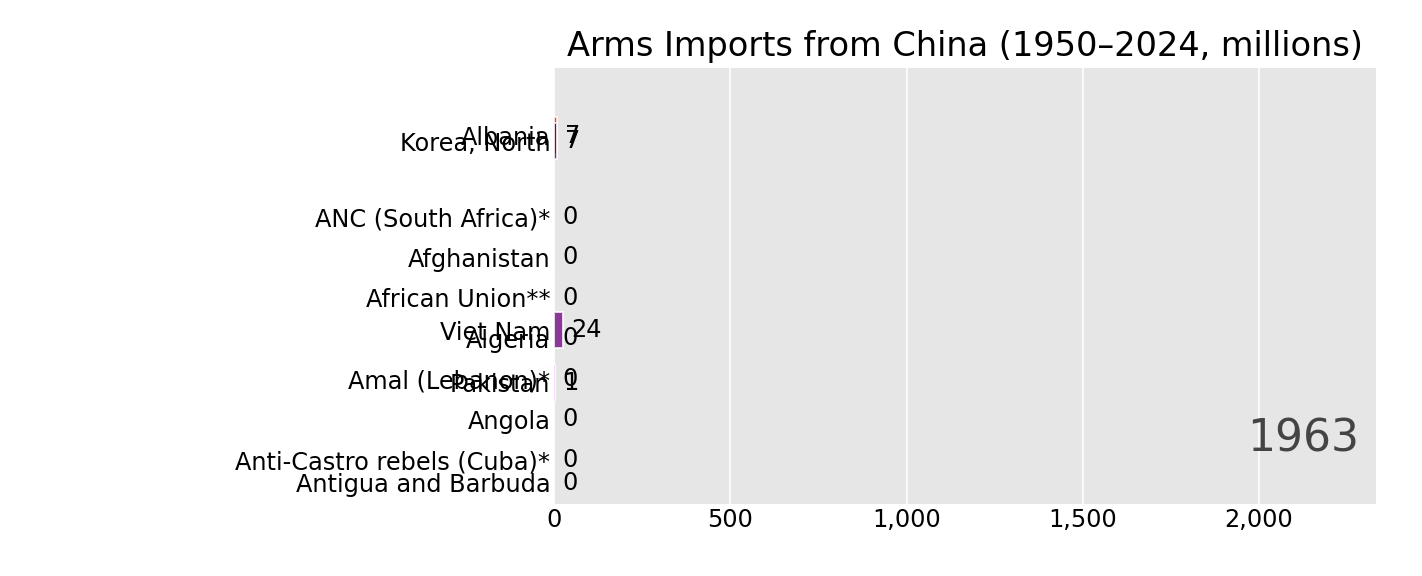 Arms Imports from China (1950–2024, millions)
Albania 7
Korea, North 7
ANC (South Africa)* 0
Afghanistan 0
African Union** 0
Viet Nam 24
Algeria 0
Amal (Lebanon)* 0
Pakistan 1
Angola 0
1963
Anti-Castro rebels (Cuba)* 0
Antigua and Barbuda 0
0 500 1,000 1,500 2,000